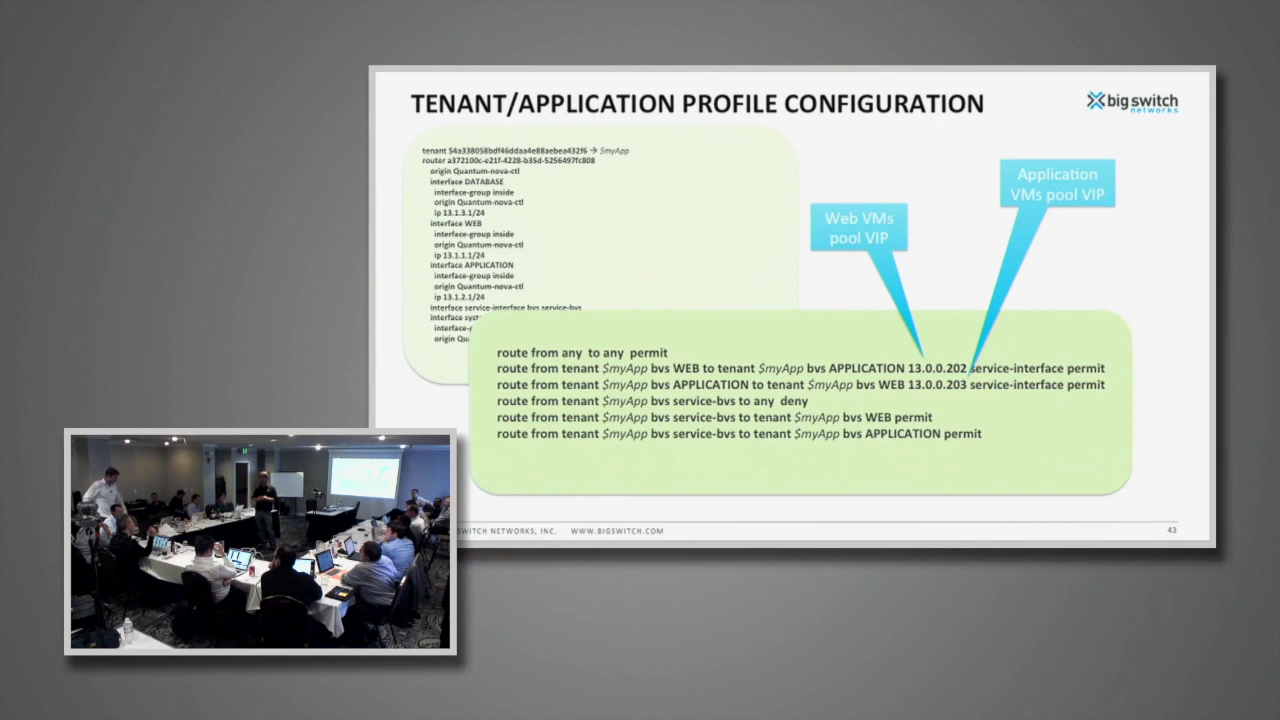 TENANT/APPLICATION PROFILE CONFIGURATION
big switch
networks
tenant 54a338058bdf46ddaa4e88aebea432f6 → $myApp
router a372100c-e21f-4228-b35d-5256497fc808
origin Quantum-nova-ctl
interface DATABASE
interface-group inside
origin Quantum-nova-ctl
ip 13.1.3.1/24
interface WEB
interface-group inside
origin Quantum-nova-ctl
ip 13.1.1.1/24
interface APPLICATION
interface-group inside
origin Quantum-nova-ctl
ip 13.1.2.1/24
interface service-interface bvs service-bvs
interface
origin
Web VMs
pool VIP
Application
VMs pool VIP
route from any to any permit
route from tenant $myApp bvs WEB to tenant $myApp bvs APPLICATION 13.0.0.202 service-interface permit
route from tenant $myApp bvs APPLICATION to tenant $myApp bvs WEB 13.0.0.203 service-interface permit
route from tenant $myApp bvs service-bvs to any deny
route from tenant $myApp bvs service-bvs to tenant $myApp bvs WEB permit
route from tenant $myApp bvs service-bvs to tenant $myApp bvs APPLICATION permit
SWITCH NETWORKS, INC. WWW.BIGSWITCH.COM
43